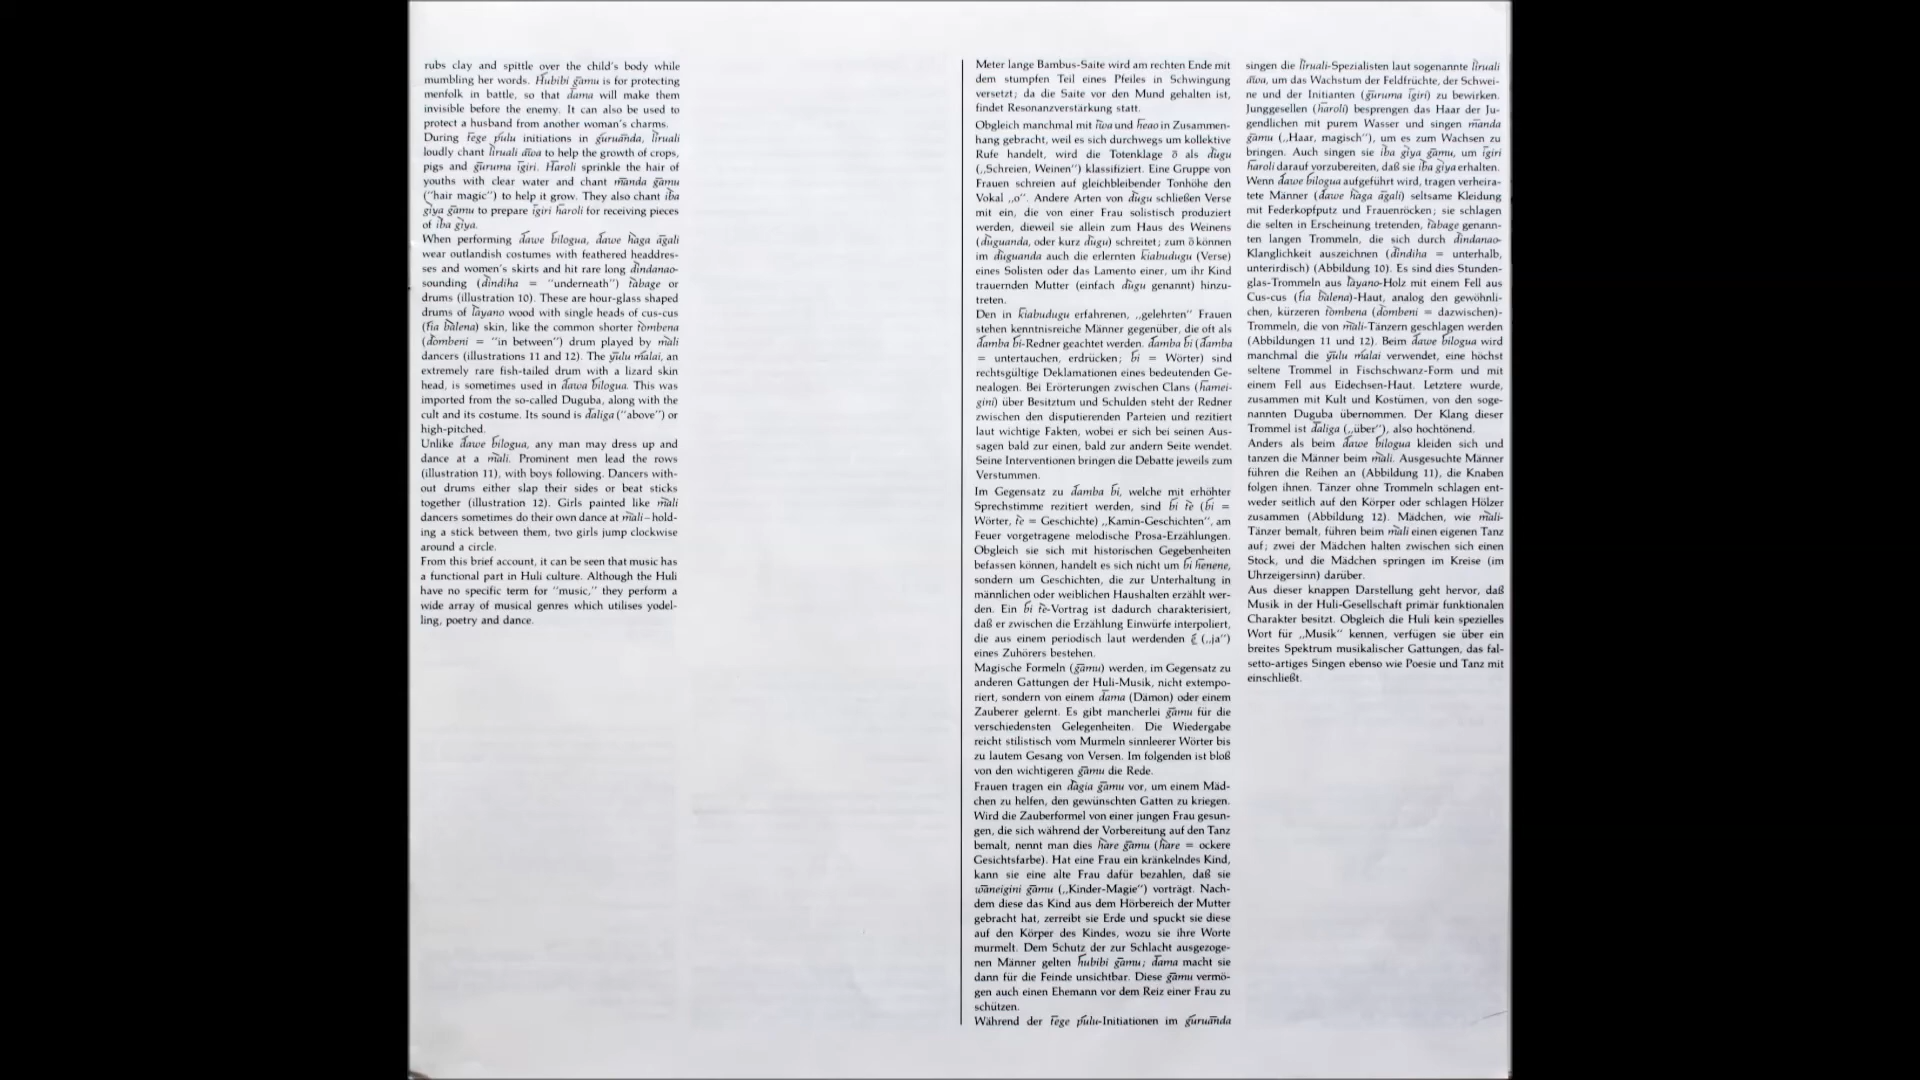 rubs clay and spittle over the child's body while
mumbling her words. Hubibi gamu is for protecting
menfolk in battle, so that dama will make them
invisible before the enemy. It can also be used to
protect a husband from another woman's charms.
During tege pulu initiations in guruanda, liruali
loudly chant liruali diwa to help the growth of crops,
pigs and guruma igiri. Haroli sprinkle the hair of
youths with clear water and chant manda gamu
("hair magic") to help it grow. They also chant iba
giya gamu to prepare igiri haroli for receiving pieces
of iba giya.
When performing dawe bilogua, dawe haga agali
wear outlandish costumes with feathered headdres-
ses and women's skirts and hit rare long dindanao-
sounding (dindiha = "underneath") tabage or
drums (illustration 10). These are hour-glass shaped
drums of layano wood with single heads of cus-cus
(tia balena) skin, like the common shorter tombena
(dombeni = "in between") drum played by mali
dancers (illustrations 11 and 12). The yulu malai, an
extremely rare fish-tailed drum with a lizard skin
head, is sometimes used in dawa bilogua. This was
imported from the so-called Duguba, along with the
cult and its costume. Its sound is daliga ("above") or
high-pitched.
Unlike dawe bilogua, any man may dress up and
dance at a mali. Prominent men lead the rows
(illustration 11), with boys following. Dancers with-
out drums either slap their sides or beat sticks
together (illustration 12). Girls painted like mali
dancers sometimes do their own dance at mali–hold-
ing a stick between them, two girls jump clockwise
around a circle.
From this brief account, it can be seen that music has
a functional part in Huli culture. Although the Huli
have no specific term for "music," they perform a
wide array of musical genres which utilises yodel-
ling, poetry and dance.
Meter lange Bambus-Saite wird am rechten Ende mit
dem stumpfen Teil eines Pfeiles in Schwingung
versetzt; da die Saite vor den Mund gehalten ist,
findet Resonanzverstärkung statt.
Obgleich manchmal mit iwa und heao in Zusammen-
hang gebracht, weil es sich durchwegs um kollektive
Rufe handelt, wird die Totenklage ō als dugu
(„Schreien, Weinen") klassifiziert. Eine Gruppe von
Frauen schreien auf gleichbleibender Tonhöhe den
Vokal „o". Andere Arten von dugu schließen Verse
mit ein, die von einer Frau solistisch produziert
werden, dieweil sie allein zum Haus des Weinens
(duguanda, oder kurz dugu) schreitet; zum ō können
im duguanda auch die erlernten kiabudugu (Verse)
eines Solisten oder das Lamento einer, um ihr Kind
trauernden Mutter (einfach dugu genannt) hinzu-
treten.
Den in kiabudugu erfahrenen, „gelehrten" Frauen
stehen kenntnisreiche Männer gegenüber, die oft als
damba bi-Redner geachtet werden. damba bi (damba
= untertauchen, erdrücken; bi = Wörter) sind
rechtsgültige Deklamationen eines bedeutenden Ge-
nealogen. Bei Erörterungen zwischen Clans (hamei-
gini) über Besitztum und Schulden steht der Redner
zwischen den disputierenden Parteien und rezitiert
laut wichtige Fakten, wobei er sich bei seinen Aus-
sagen bald zur einen, bald zur andern Seite wendet.
Seine Interventionen bringen die Debatte jeweils zum
Verstummen.
Im Gegensatz zu damba bi, welche mit erhöhter
Sprechstimme rezitiert werden, sind bi te (bi =
Wörter, te = Geschichte) „Kamin-Geschichten", am
Feuer vorgetragene melodische Prosa-Erzählungen.
Obgleich sie sich mit historischen Gegebenheiten
befassen können, handelt es sich nicht um bi henene,
sondern um Geschichten, die zur Unterhaltung in
männlichen oder weiblichen Haushalten erzählt wer-
den. Ein bi te-Vortrag ist dadurch charakterisiert,
daß er zwischen die Erzählung Einwürfe interpoliert,
die aus einem periodisch laut werdenden („ja")
eines Zuhörers bestehen.
Magische Formeln (gamu) werden, im Gegensatz zu
anderen Gattungen der Huli-Musik, nicht extempo-
riert, sondern von einem dama (Dämon) oder einem
Zauberer gelernt. Es gibt mancherlei gamu für die
verschiedensten Gelegenheiten. Die Wiedergabe
reicht stilistisch vom Murmeln sinnleerer Wörter bis
zu lautem Gesang von Versen. Im folgenden ist bloß
von den wichtigeren gamu die Rede.
Frauen tragen ein dagia gamu vor, um einem Mäd-
chen zu helfen, den gewünschten Gatten zu kriegen.
Wird die Zauberformel von einer jungen Frau gesun-
gen, die sich während der Vorbereitung auf den Tanz
bemalt, nennt man dies hare gamu (hare = ockere
Gesichtsfarbe). Hat eine Frau ein kränkelndes Kind,
kann sie eine alte Frau dafür bezahlen, daß sie
waneigini gamu („Kinder-Magie") vorträgt. Nach-
dem diese das Kind aus dem Hörbereich der Mutter
gebracht hat, zerreibt sie Erde und spuckt sie diese
auf den Körper des Kindes, wozu sie ihre Worte
murmelt. Dem Schutz der zur Schlacht ausgezoge-
nen Männer gelten hubibi gamu; dama macht sie
dann für die Feinde unsichtbar. Diese gamu vermö-
gen auch einen Ehemann vor dem Reiz einer Frau zu
schützen.
Während der tege pulu-Initiationen im guruanda
singen die liruali-Spezialisten laut sogenannte liruali
diwa, um das Wachstum der Feldfrüchte, der Schwei-
ne und der Initianten (guruma igiri) zu bewirken.
Junggesellen (haroli) besprengen das Haar der Ju-
gendlichen mit purem Wasser und singen manda
gamu („Haar, magisch"), um es zum Wachsen zu
bringen. Auch singen sie iba giya gamu, um igiri
haroli darauf vorzubereiten, daß sie iba giya erhalten.
Wenn dawe bilogua aufgeführt wird, tragen verheira-
tete Männer (dawe haga agali) seltsame Kleidung
mit Federkopfputz und Frauenröcken; sie schlagen
die selten in Erscheinung tretenden, tabage genann-
ten langen Trommeln, die sich durch dindanao-
Klanglichkeit auszeichnen (dindiha = unterhalb,
unterirdisch) (Abbildung 10). Es sind dies Stunden-
glas-Trommeln aus layano-Holz mit einem Fell aus
Cus-cus (tia balena)-Haut, analog den gewöhnli-
chen, kürzeren tombena (dombeni = dazwischen)-
Trommeln, die von mali-Tänzern geschlagen werden
(Abbildungen 11 und 12). Beim dawe bilogua wird
manchmal die yulu malai verwendet, eine höchst
seltene Trommel in Fischschwanz-Form und mit
einem Fell aus Eidechsen-Haut. Letztere wurde,
zusammen mit Kult und Kostümen, von den soge-
nannten Duguba übernommen. Der Klang dieser
Trommel ist daliga („über"), also hochtönend.
Anders als beim dawe bilogua kleiden sich und
tanzen die Männer beim mali. Ausgesuchte Männer
führen die Reihen an (Abbildung 11), die Knaben
folgen ihnen. Tänzer ohne Trommeln schlagen ent-
weder seitlich auf den Körper oder schlagen Hölzer
zusammen (Abbildung 12). Mädchen, wie mali-
Tänzer bemalt, führen beim mali einen eigenen Tanz
auf; zwei der Mädchen halten zwischen sich einen
Stock, und die Mädchen springen im Kreise (im
Uhrzeigersinn) darüber.
Aus dieser knappen Darstellung geht hervor, daß
Musik in der Huli-Gesellschaft primär funktionalen
Charakter besitzt. Obgleich die Huli kein spezielles
Wort für „Musik" kennen, verfügen sie über ein
breites Spektrum musikalischer Gattungen, das fal-
setto-artiges Singen ebenso wie Poesie und Tanz mit
einschließt.